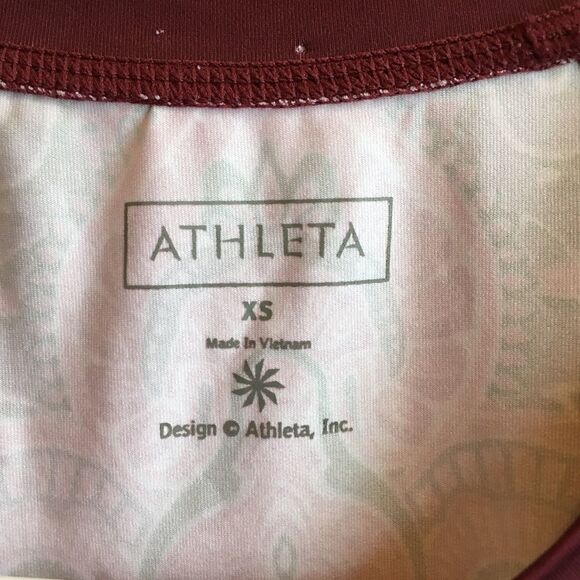 ATHLETA
XS
Made In Vietnam
Design © Athleta, Inc.